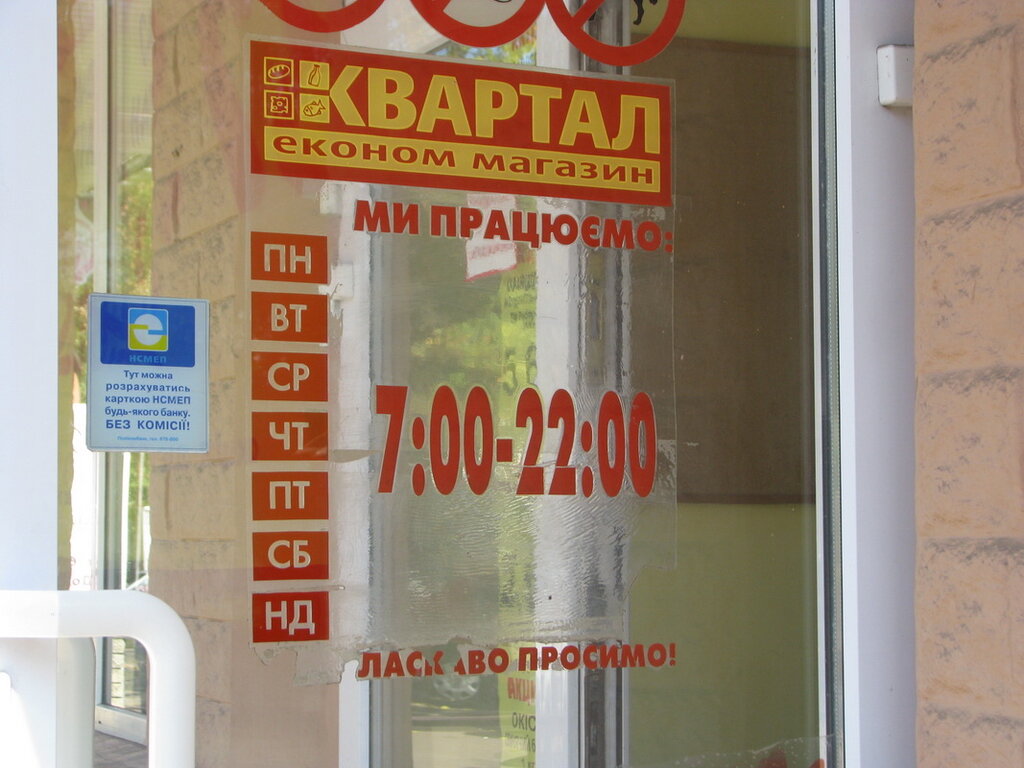 КВАРТАЛ
економ магазин
МИ ПРАЦЮЄМО:
ПН
ВТ
СР
ЧТ
ПТ
СБ
НД
7:00-22:00
ЛАСКАВО ПРОСИМО!
НСМЕП
Тут можна
розрахуватись
карткою НСМЕП
будь-якого банку.
БЕЗ КОМІСІЇ!